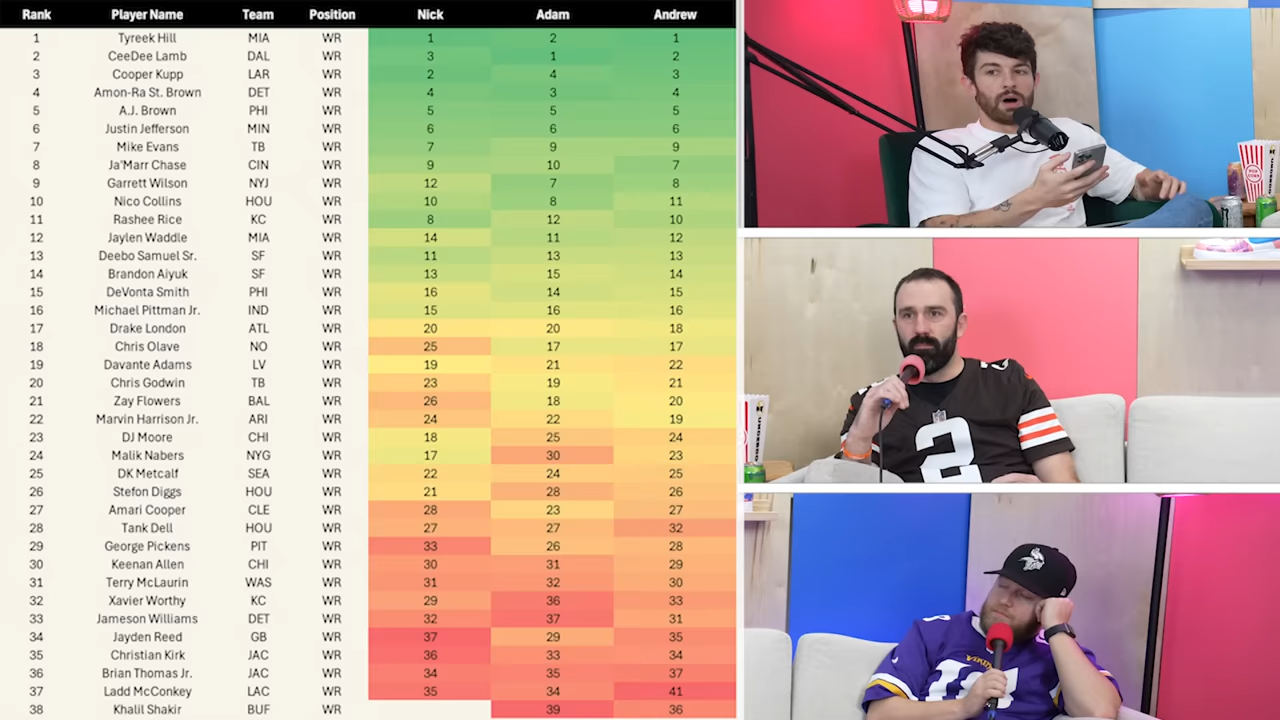 Rank Player Name Team Position Nick Adam Andrew
1 Tyreek Hill MIA WR 1 2 1
2 CeeDee Lamb DAL WR 3 1 2
3 Cooper Kupp LAR WR 2 4 3
4 Amon-Ra St. Brown DET WR 4 3 4
5 A.J. Brown PHI WR 5 5 5
6 Justin Jefferson MIN WR 6 6 6
7 Mike Evans TB WR 7 9 9
8 Ja'Marr Chase CIN WR 9 10 7
9 Garrett Wilson NYJ WR 12 7 8
10 Nico Collins HOU WR 10 8 11
11 Rashee Rice KC WR 8 12 10
12 Jaylen Waddle MIA WR 14 11 12
13 Deebo Samuel Sr. SF WR 11 13 13
14 Brandon Aiyuk SF WR 13 15 14
15 DeVonta Smith PHI WR 16 14 15
16 Michael Pittman Jr. IND WR 15 16 16
17 Drake London ATL WR 20 20 18
18 Chris Olave NO WR 25 17 17
19 Davante Adams LV WR 19 21 22
20 Chris Godwin TB WR 23 19 21
21 Zay Flowers BAL WR 26 18 20
22 Marvin Harrison Jr. ARI WR 24 22 19
23 DJ Moore CHI WR 18 25 24
24 Malik Nabers NYG WR 17 30 23
25 DK Metcalf SEA WR 22 24 25
26 Stefon Diggs HOU WR 21 28 26
27 Amari Cooper CLE WR 28 23 27
28 Tank Dell HOU WR 27 27 32
29 George Pickens PIT WR 33 26 28
30 Keenan Allen CHI WR 30 31 29
31 Terry McLaurin WAS WR 31 32 30
32 Xavier Worthy KC WR 29 36 33
33 Jameson Williams DET WR 32 37 31
34 Jayden Reed GB WR 37 29 35
35 Christian Kirk JAC WR 36 33 34
36 Brian Thomas Jr. JAC WR 34 35 37
37 Ladd McConkey LAC WR 35 34 41
38 Khalil Shakir BUF WR 39 36
POP CORN
2